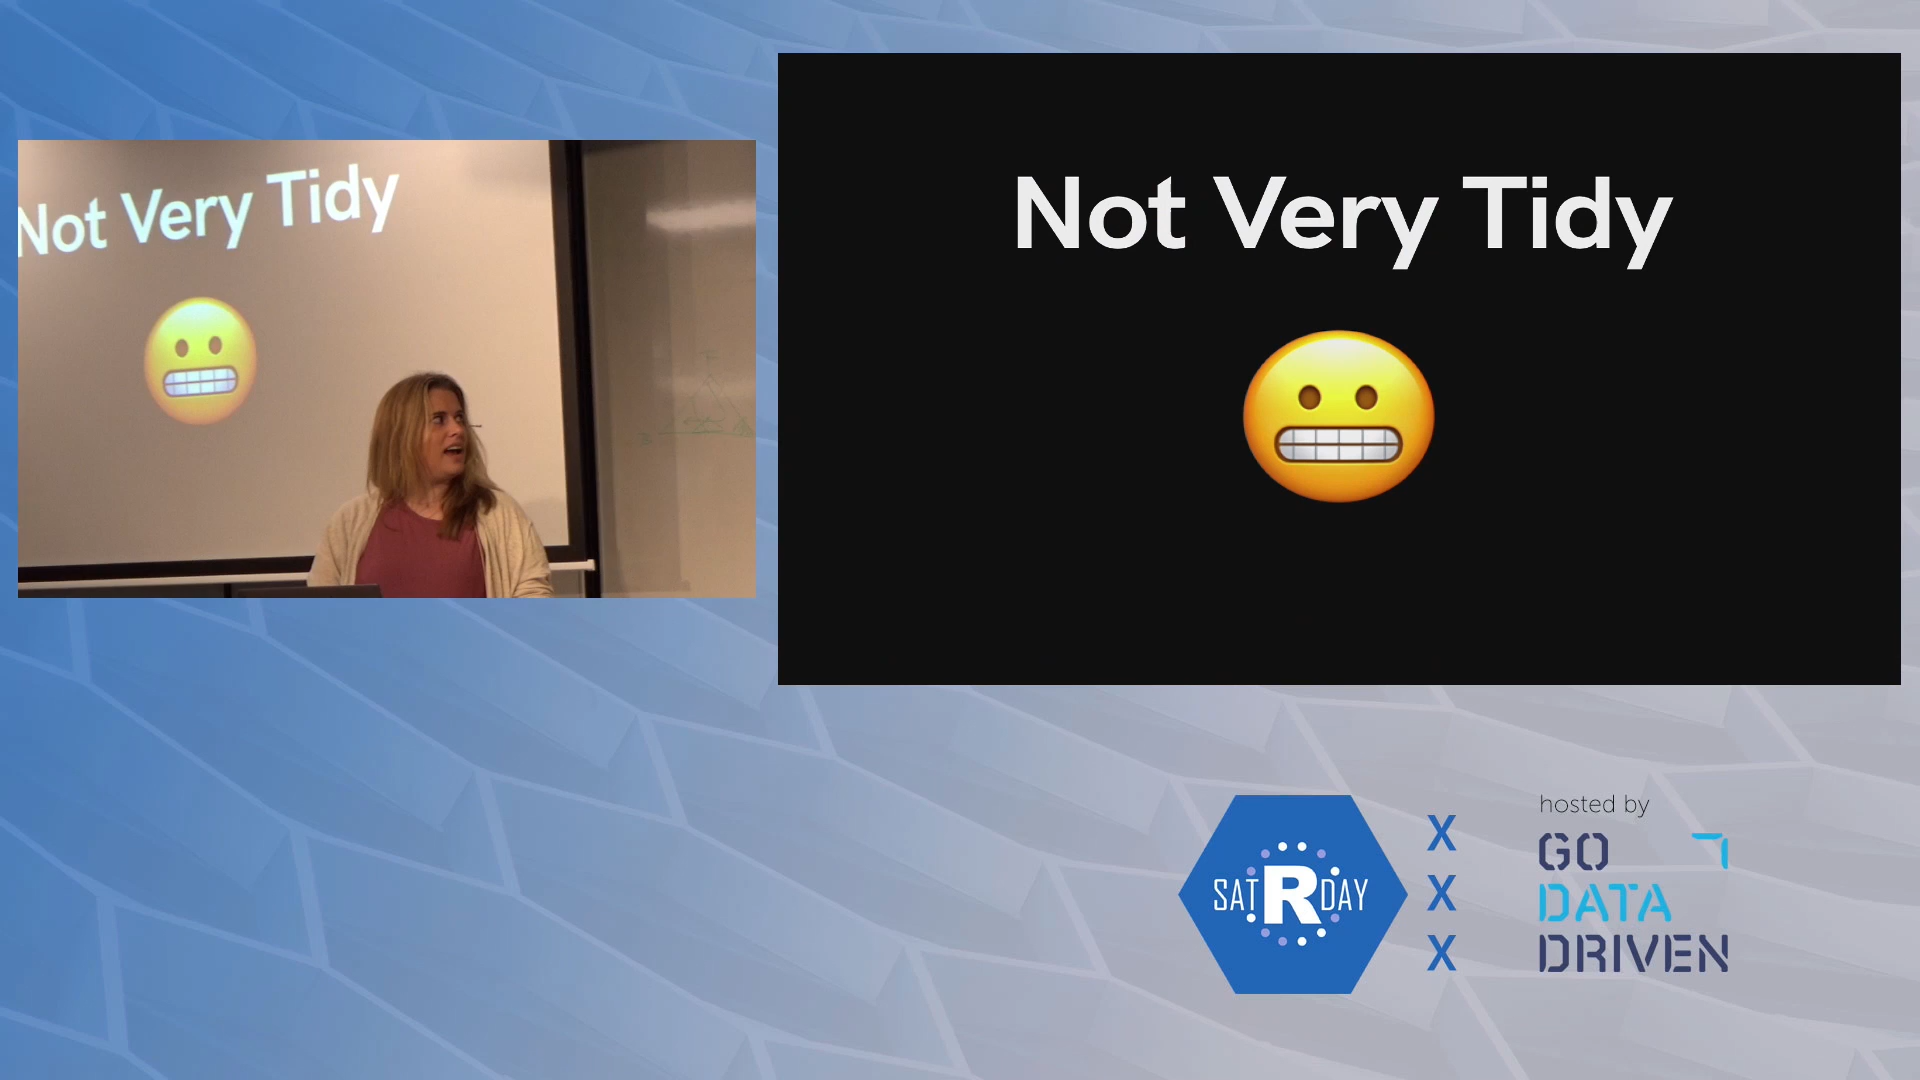 Not Very Tidy
Not Very Tidy
hosted by
GO
DATA
DRIVEN
SATRDAY
X
X
X